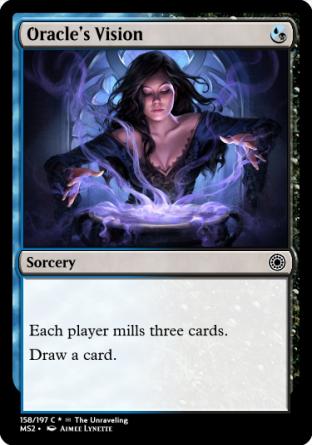 Oracle's Vision
Sorcery
Each player mills three cards.
Draw a card.
158/197 C * ∞ The Unraveling
MS2 • Aimee Lynette